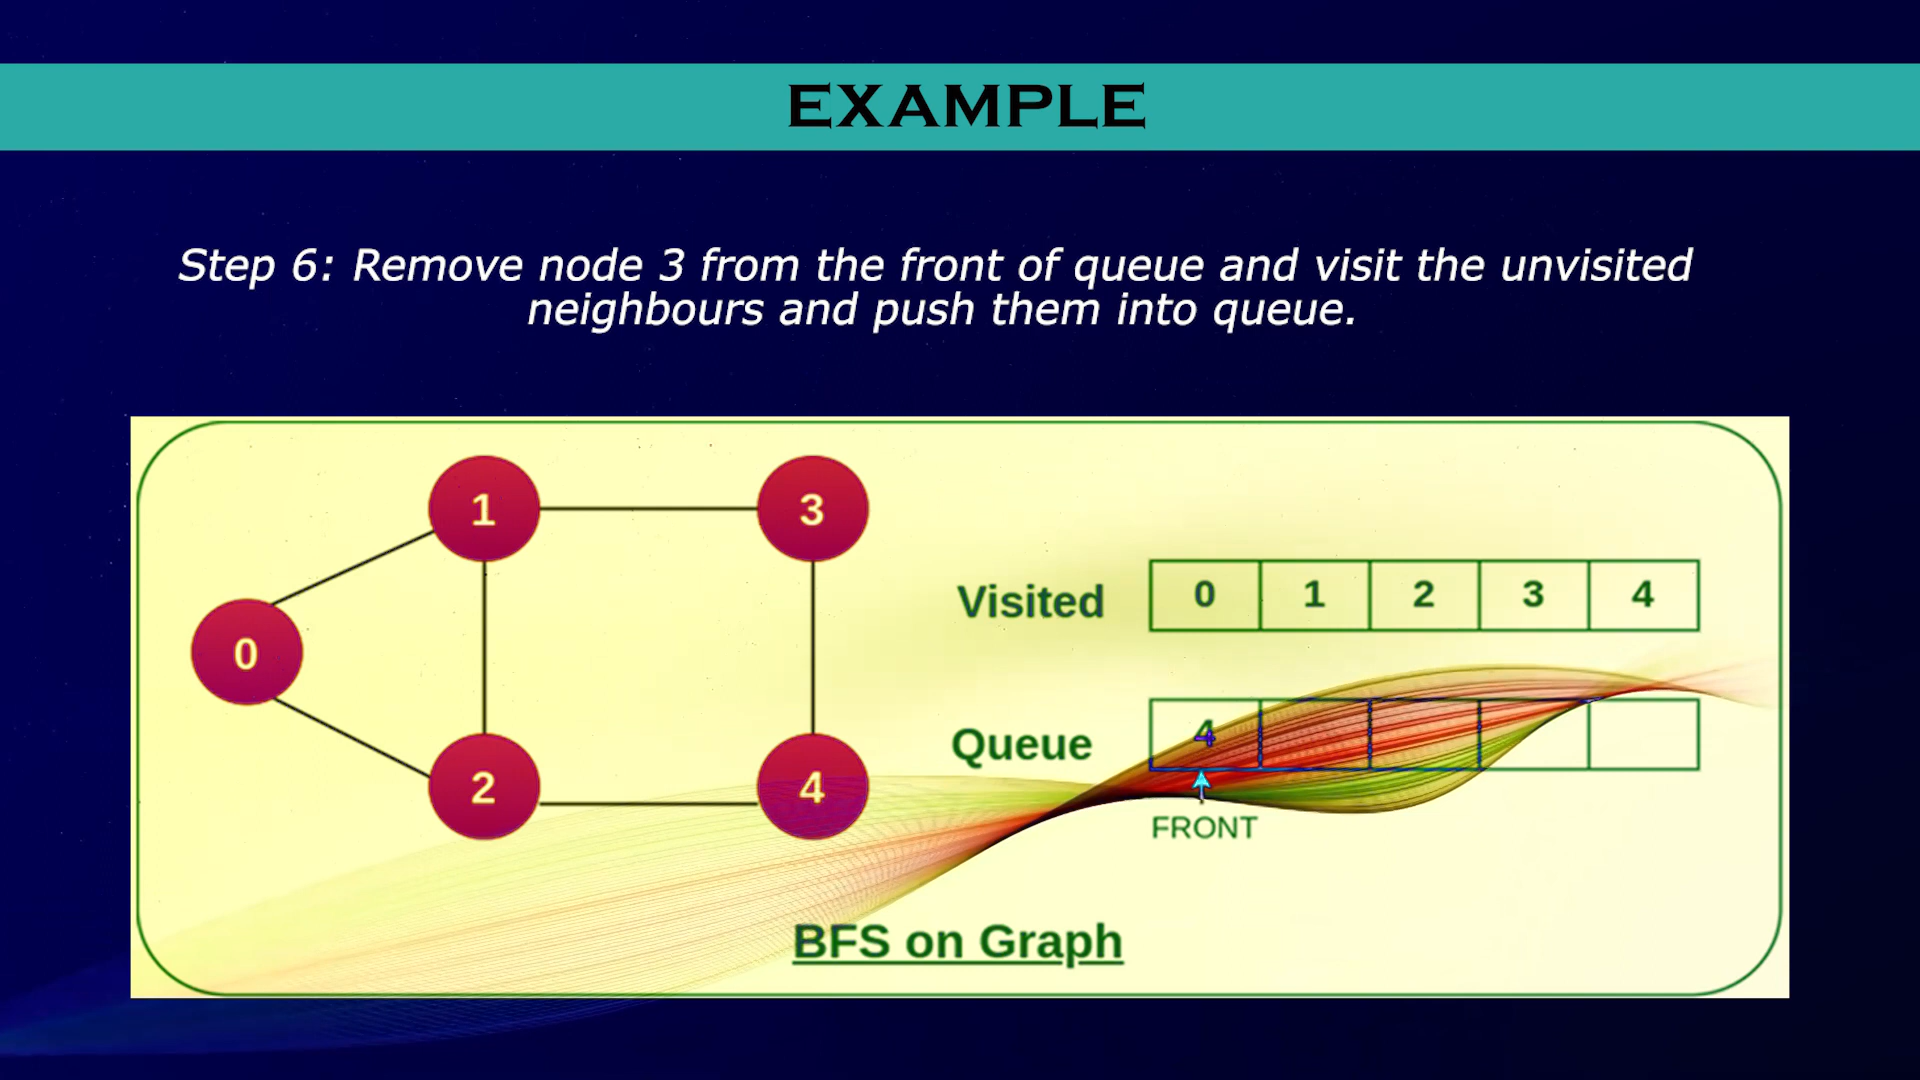 EXAMPLE
Step 6: Remove node 3 from the front of queue and visit the unvisited
neighbours and push them into queue.
1
3
0
2
4
Visited 0 1 2 3 4
Queue 4
FRONT
BFS on Graph